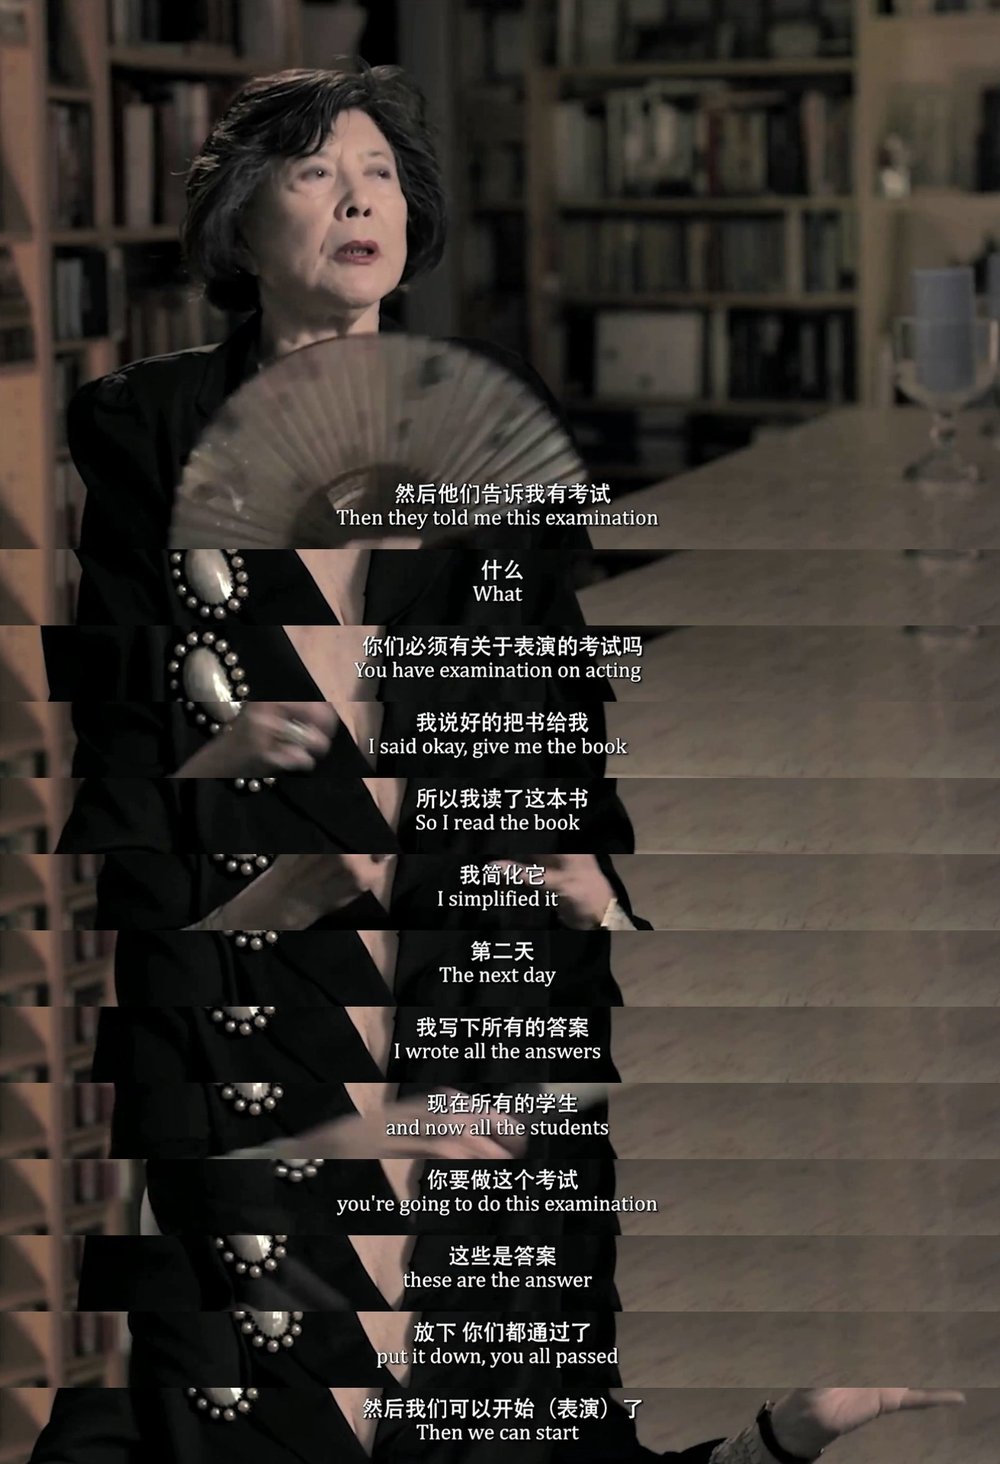 然后他们告诉我有考试
Then they told me this examination
什么
What
你们必须有关于表演的考试吗
You have examination on acting
我说好的把书给我
I said okay, give me the book
所以我读了这本书
So I read the book
我简化它
I simplified it
第二天
The next day
我写下所有的答案
I wrote all the answers
现在所有的学生
and now all the students
你要做这个考试
you're going to do this examination
这些是答案
these are the answer
放下 你们都通过了
put it down, you all passed
然后我们可以开始（表演）了
Then we can start